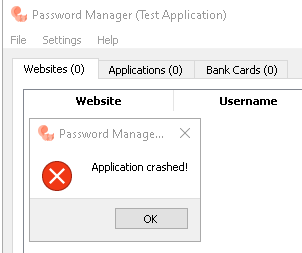 Password Manager (Test Application)
File Settings Help
Websites (0) Applications (0) Bank Cards (0)
Website Username
Password Manage...
Application crashed!
OK